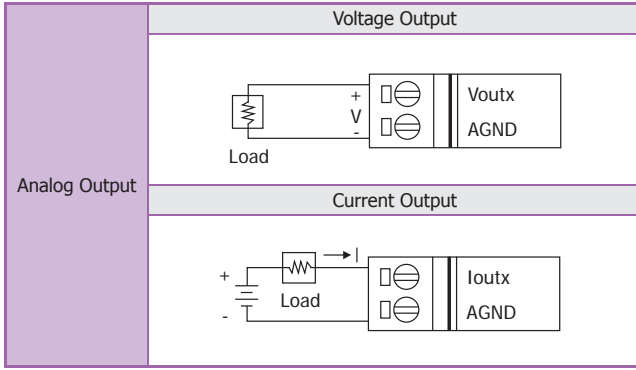 Analog Output
Voltage Output
+
V
-
Load
Voutx
AGND
Current Output
+
-
Load
I
Ioutx
AGND